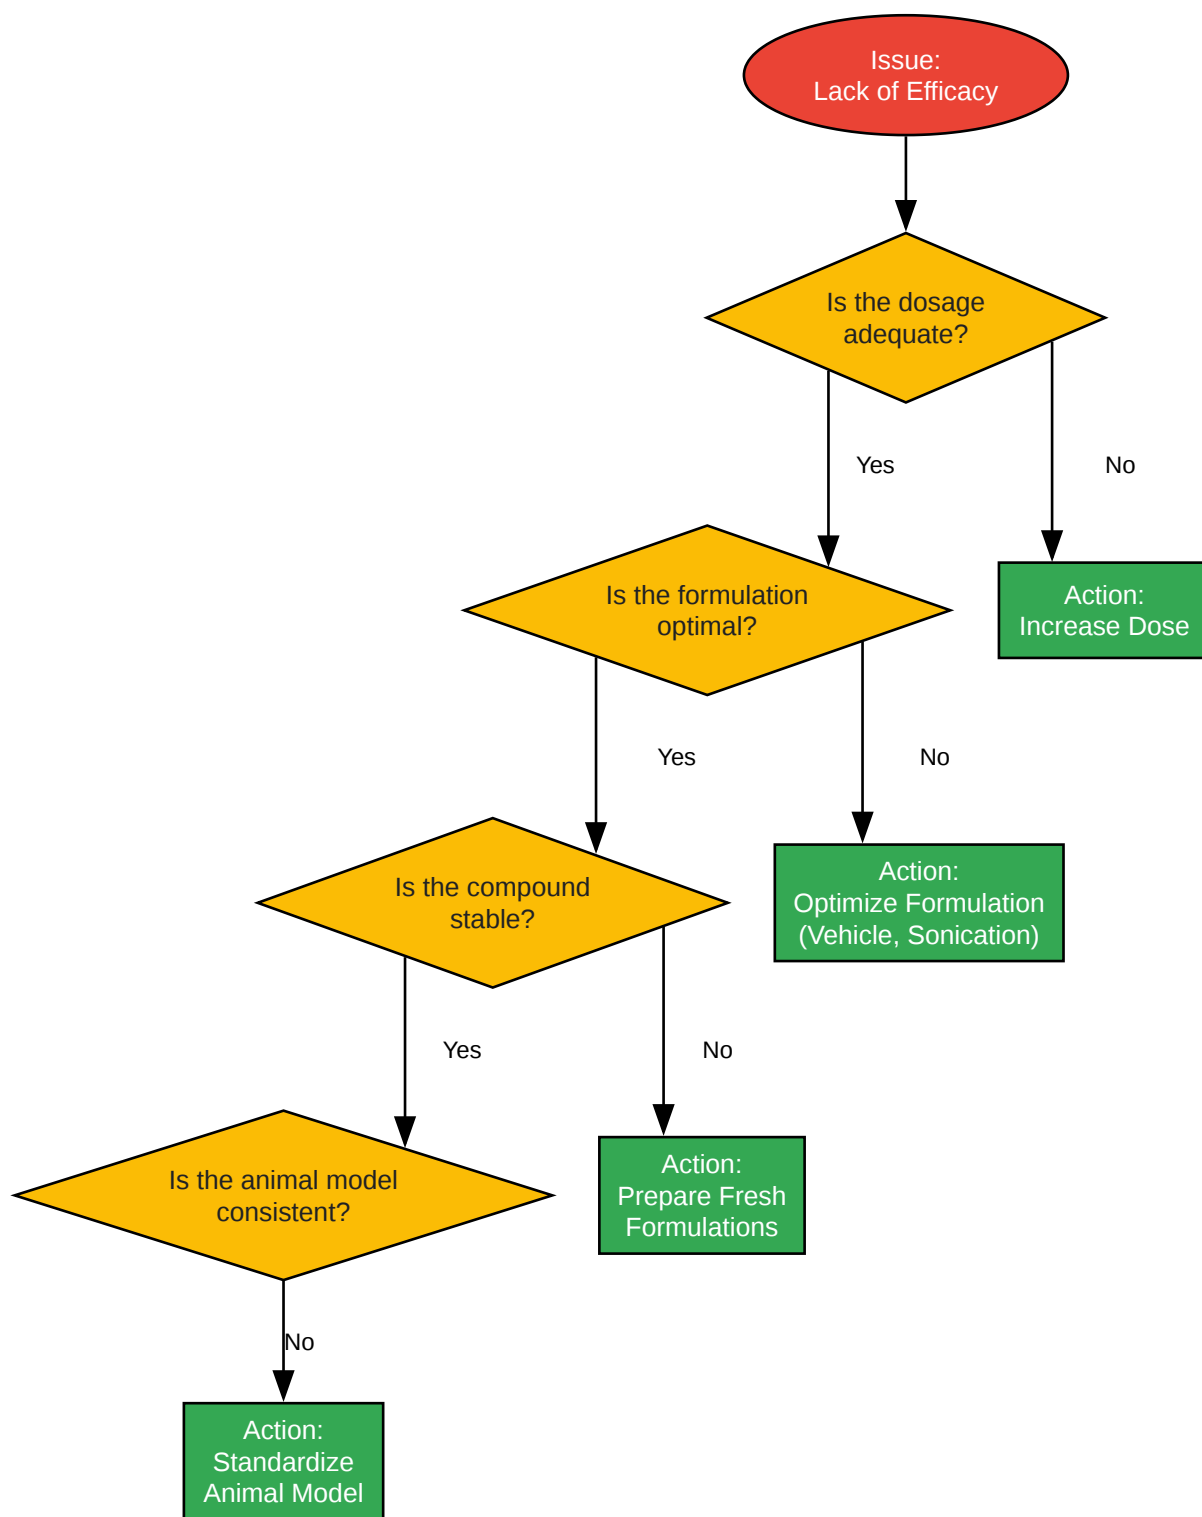 Issue:
Lack of Efficacy
Is the dosage
adequate?
Yes
No
Is the formulation
optimal?
Action:
Increase Dose
Yes
No
Is the compound
stable?
Action:
Optimize Formulation
(Vehicle, Sonication)
Yes
No
Is the animal model
consistent?
Action:
Prepare Fresh
Formulations
No
Action:
Standardize
Animal Model